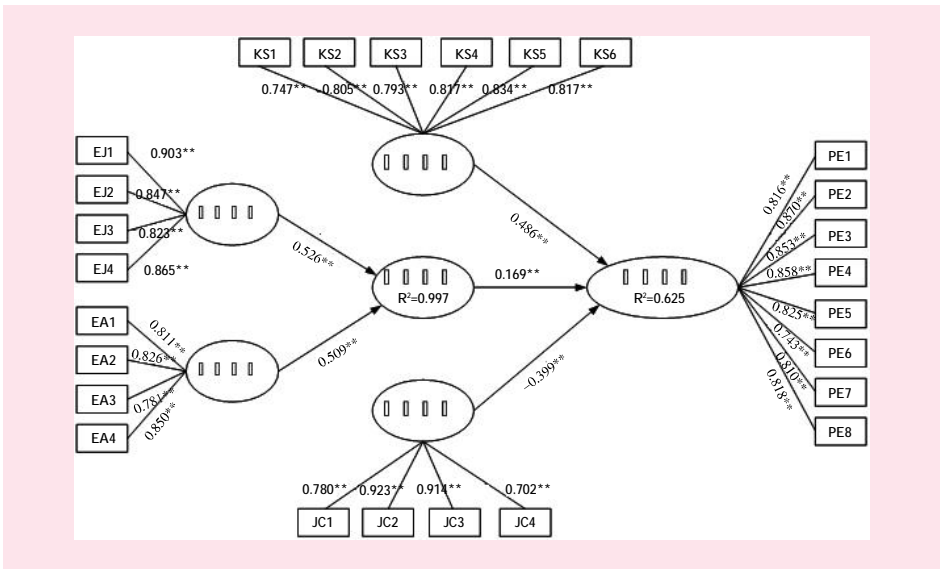 KS1 KS2 KS3 KS4 KS5 KS6
0.747** 0.805** 0.793** 0.817** 0.834** 0.817**
EJ1
EJ2
EJ3
EJ4
0.903**
0.847**
0.823**
0.865**
EA1
EA2
EA3
EA4
0.811**
0.826**
0.781**
0.850**
0.526**
0.509**
R²=0.997
0.486**
0.169**
-0.399**
R²=0.625
0.780** 0.923** 0.914** 0.702**
JC1 JC2 JC3 JC4
0.816**
0.870**
0.853**
0.858**
0.825**
0.743**
0.810**
0.818**
PE1
PE2
PE3
PE4
PE5
PE6
PE7
PE8